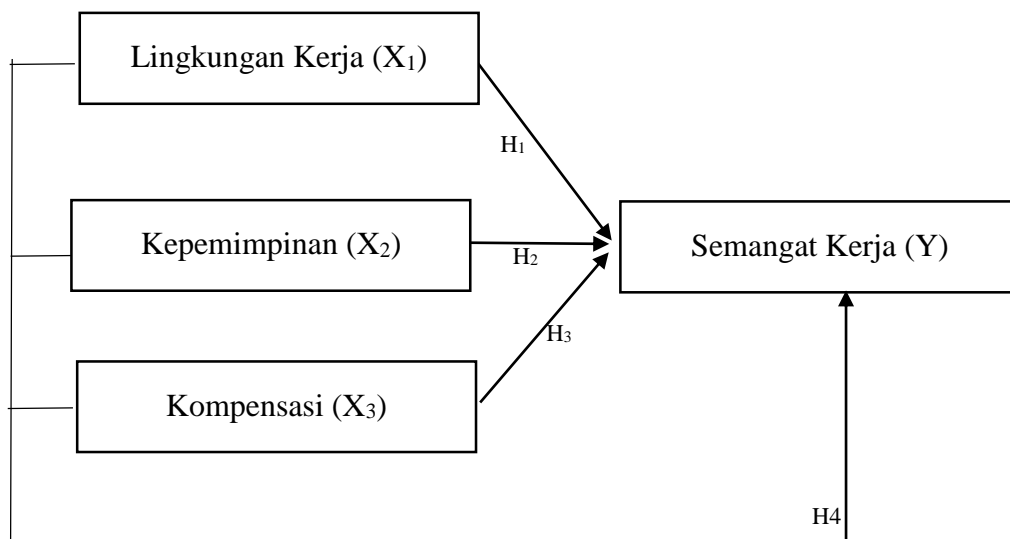 Lingkungan Kerja (X₁)
H₁
Kepemimpinan (X₂)
H₂
Semangat Kerja (Y)
H₃
Kompensasi (X₃)
H4